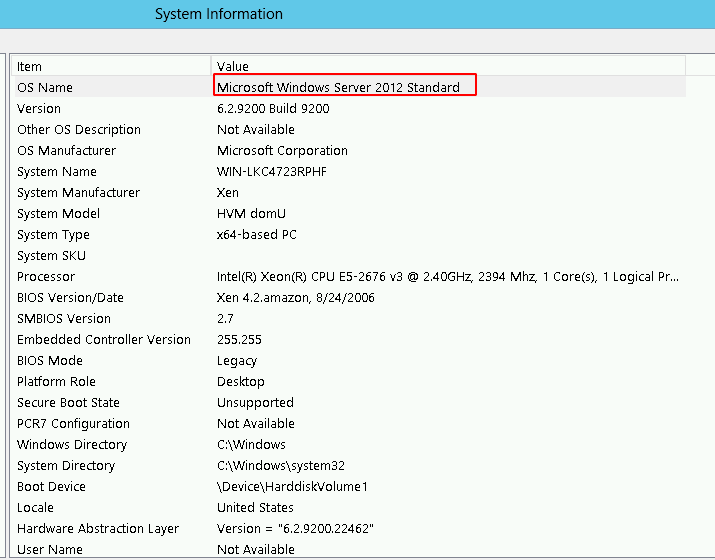 System Information
Item Value
OS Name Microsoft Windows Server 2012 Standard
Version 6.2.9200 Build 9200
Other OS Description Not Available
OS Manufacturer Microsoft Corporation
System Name WIN-LKC4723RPHF
System Manufacturer Xen
System Model HVM domU
System Type x64-based PC
System SKU
Processor Intel(R) Xeon(R) CPU E5-2676 v3 @ 2.40GHz, 2394 Mhz, 1 Core(s), 1 Logical Pr...
BIOS Version/Date Xen 4.2.amazon, 8/24/2006
SMBIOS Version 2.7
Embedded Controller Version 255.255
BIOS Mode Legacy
Platform Role Desktop
Secure Boot State Unsupported
PCR7 Configuration Not Available
Windows Directory C:\Windows
System Directory C:\Windows\system32
Boot Device \Device\HarddiskVolume1
Locale United States
Hardware Abstraction Layer Version = "6.2.9200.22462"
User Name Not Available